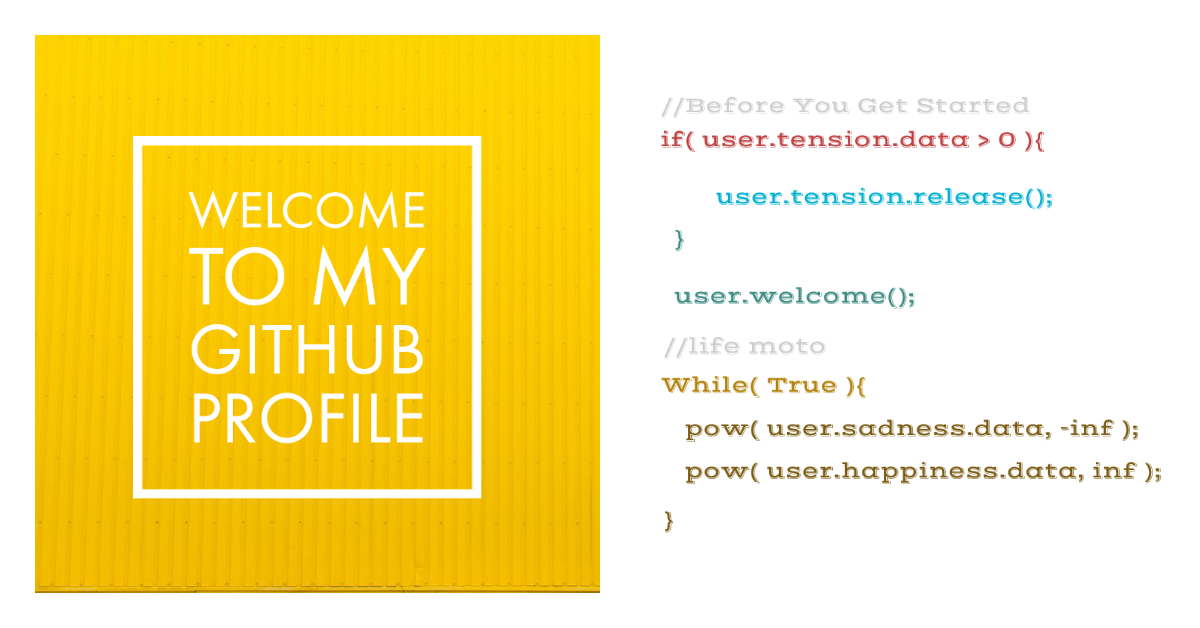 WELCOME
TO MY
GITHUB
PROFILE
//Before You Get Started
if( user.tension.data > 0 ){
user.tension.release();
}
user.welcome();
//life moto
While( True ){
pow( user.sadness.data, -inf );
pow( user.happiness.data, inf );
}